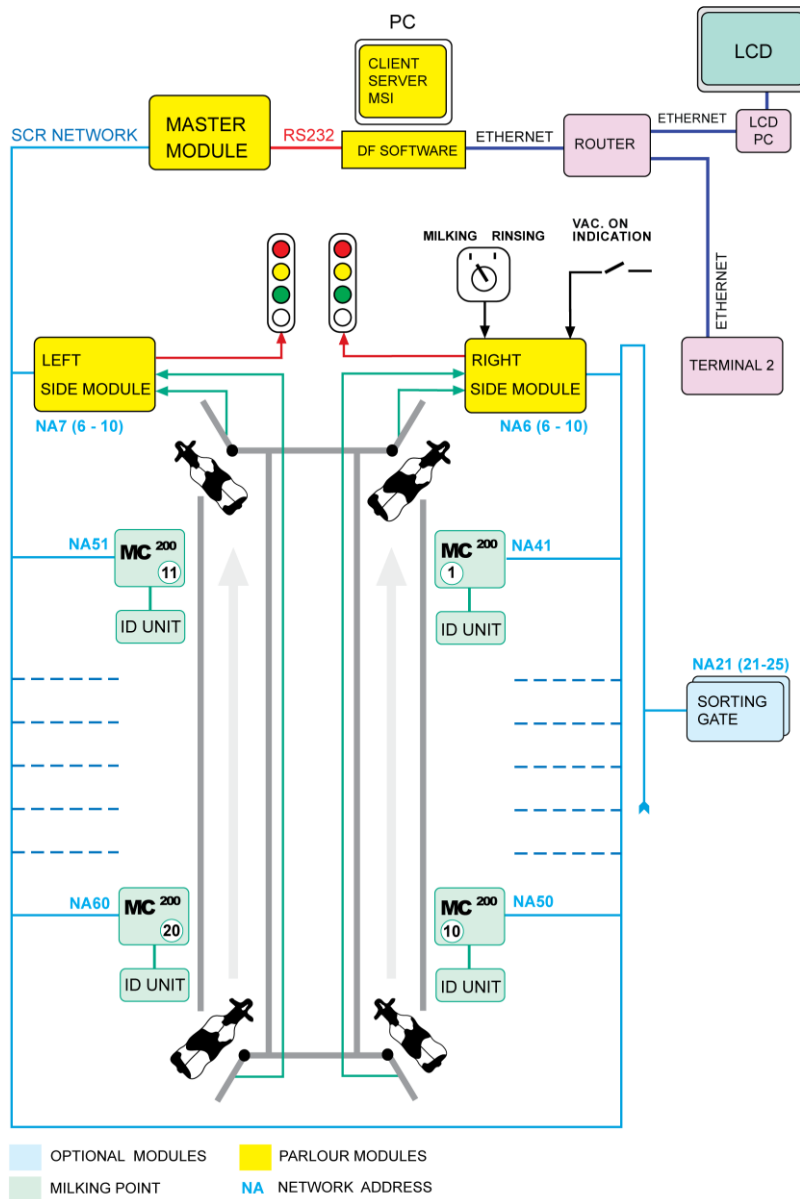 PC
LCD
CLIENT
SERVER
MSI
SCR NETWORK
MASTER
MODULE
RS232
DF SOFTWARE
ETHERNET
ROUTER
ETHERNET
LCD
PC
MILKING RINSING
VAC. ON
INDICATION
ETHERNET
LEFT
SIDE MODULE
RIGHT
SIDE MODULE
TERMINAL 2
NA7 (6 - 10)
NA6 (6 - 10)
NA51
MC 200
11
ID UNIT
MC 200
1
NA41
ID UNIT
NA21 (21-25)
SORTING
GATE
NA60
MC 200
20
ID UNIT
MC 200
10
NA50
ID UNIT
OPTIONAL MODULES
PARLOUR MODULES
MILKING POINT
NA NETWORK ADDRESS